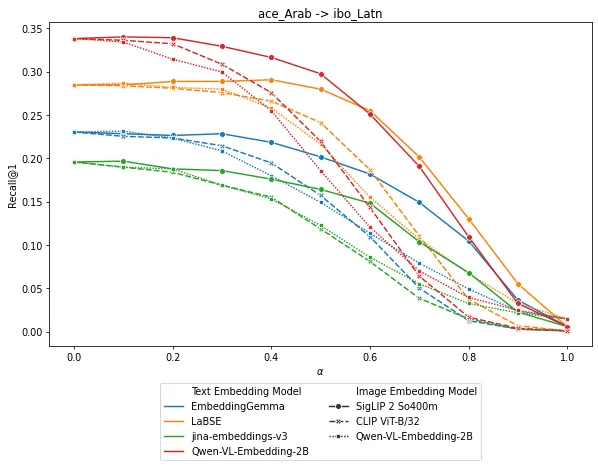 ace_Arab -> ibo_Latn
Recall@1
0.35
0.30
0.25
0.20
0.15
0.10
0.05
0.00
0.0 0.2 0.4 0.6 0.8 1.0
α
Text Embedding Model
EmbeddingGemma
LaBSE
jina-embeddings-v3
Qwen-VL-Embedding-2B
Image Embedding Model
SigLIP 2 So400m
CLIP ViT-B/32
Qwen-VL-Embedding-2B